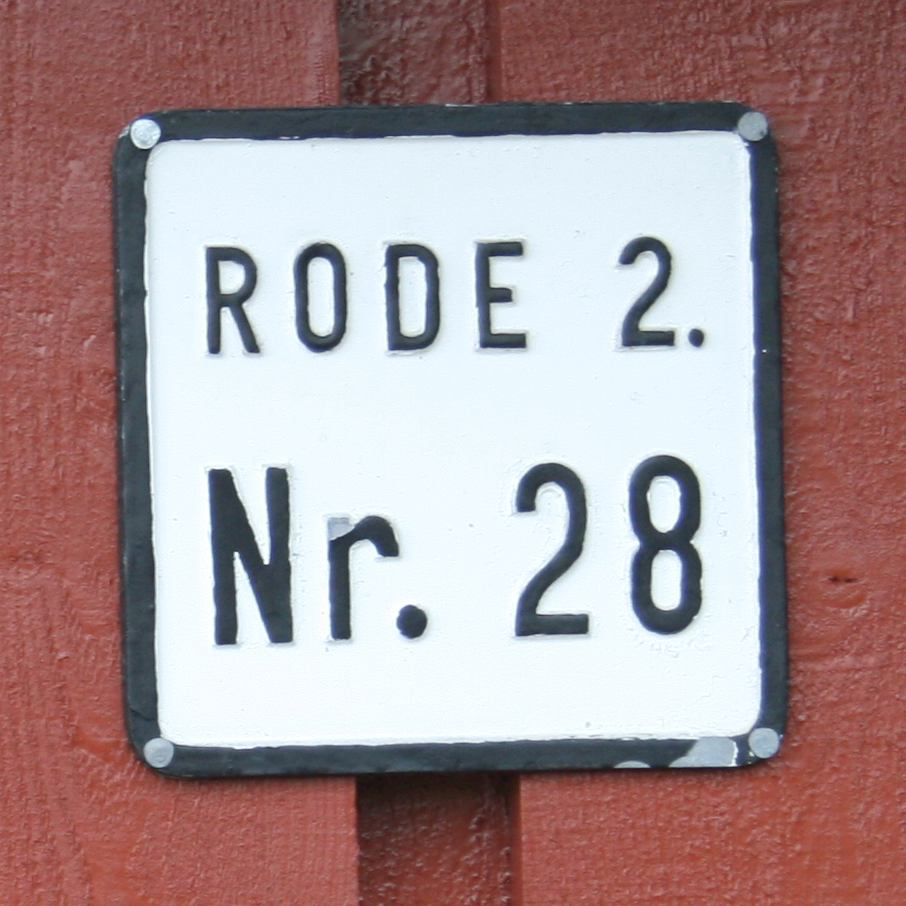 RODE 2.
Nr. 28